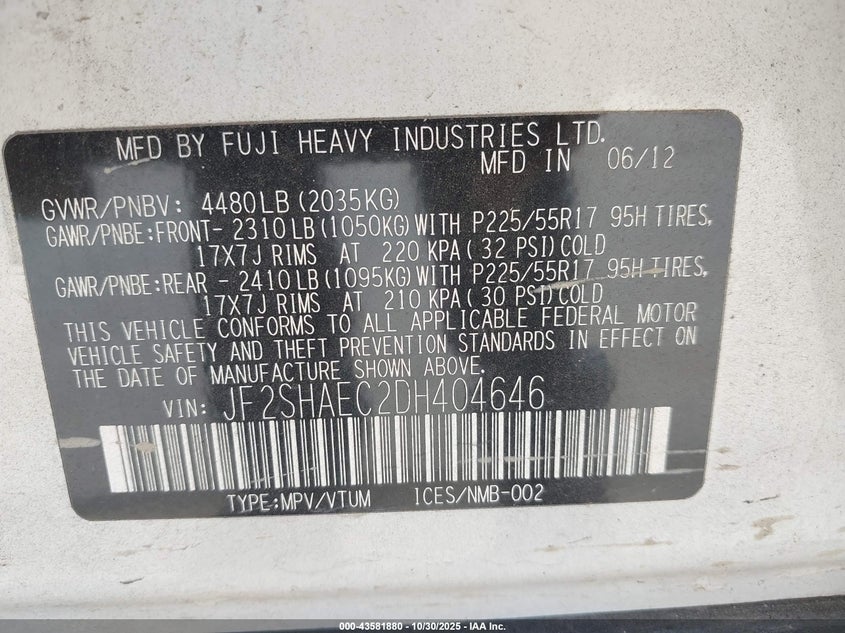 MFD BY FUJI HEAVY INDUSTRIES LTD.
MFD IN 06/12
GVWR/PNBV: 4480LB (2035KG)
GAWR/PNBE:FRONT- 2310LB(1050KG)WITH P225/55R17 95H TIRES,
17X7J RIMS AT 220 KPA( 32 PSI)COLD
GAWR/PNBE:REAR - 2410LB(1095KG)WITH P225/55R17 95H TIRES,
17X7J RIMS AT 210 KPA( 30 PSI)COLD
THIS VEHICLE CONFORMS TO ALL APPLICABLE FEDERAL MOTOR
VEHICLE SAFETY AND THEFT PREVENTION STANDARDS IN EFFECT ON
THE DATE OF MANUFACTURE SHOWN ABOVE.
VIN: JF2SHAEC2DH404646
TYPE:MPV/VTUM ICES/NMB-002
000-43581880 - 10/30/2025 - IAA Inc.